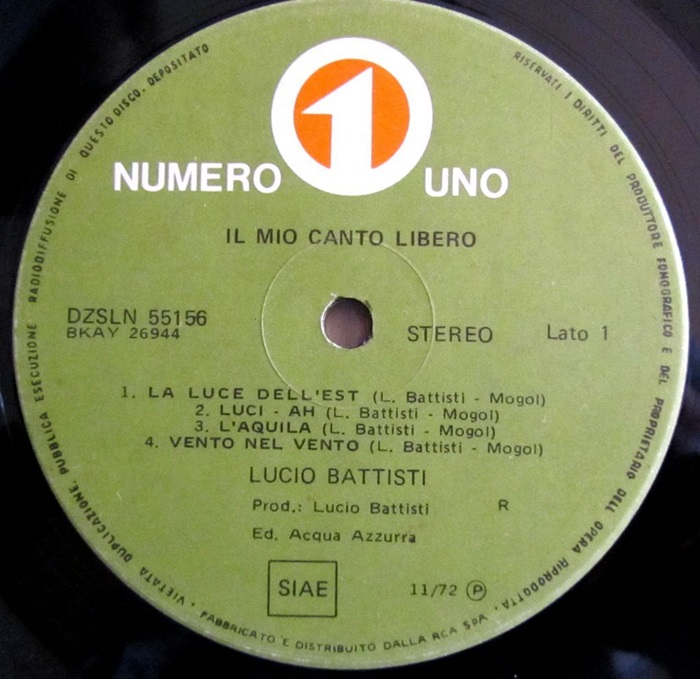 NUMERO 1 UNO
IL MIO CANTO LIBERO
DZSLN 55156
BKAY 26944
STEREO
Lato 1
1. LA LUCE DELL'EST (L. Battisti - Mogol)
2. LUCI - AH (L. Battisti - Mogol)
3. L'AQUILA (L. Battisti - Mogol)
4. VENTO NEL VENTO (L. Battisti - Mogol)
LUCIO BATTISTI
Prod.: Lucio Battisti R
Ed. Acqua Azzurra
SIAE
11/72 Ⓟ
RISERVATI I DIRITTI DEL PRODUTTORE FONOGRAFICO E DEL PROPRIETARIO DELL'OPERA RIPRODOTTA · VIETATA DUPLICAZIONE, PUBBLICA ESECUZIONE RADIODIFFUSIONE DI QUESTO DISCO. DEPOSITATO
· FABBRICATO E DISTRIBUITO DALLA RCA SpA ·